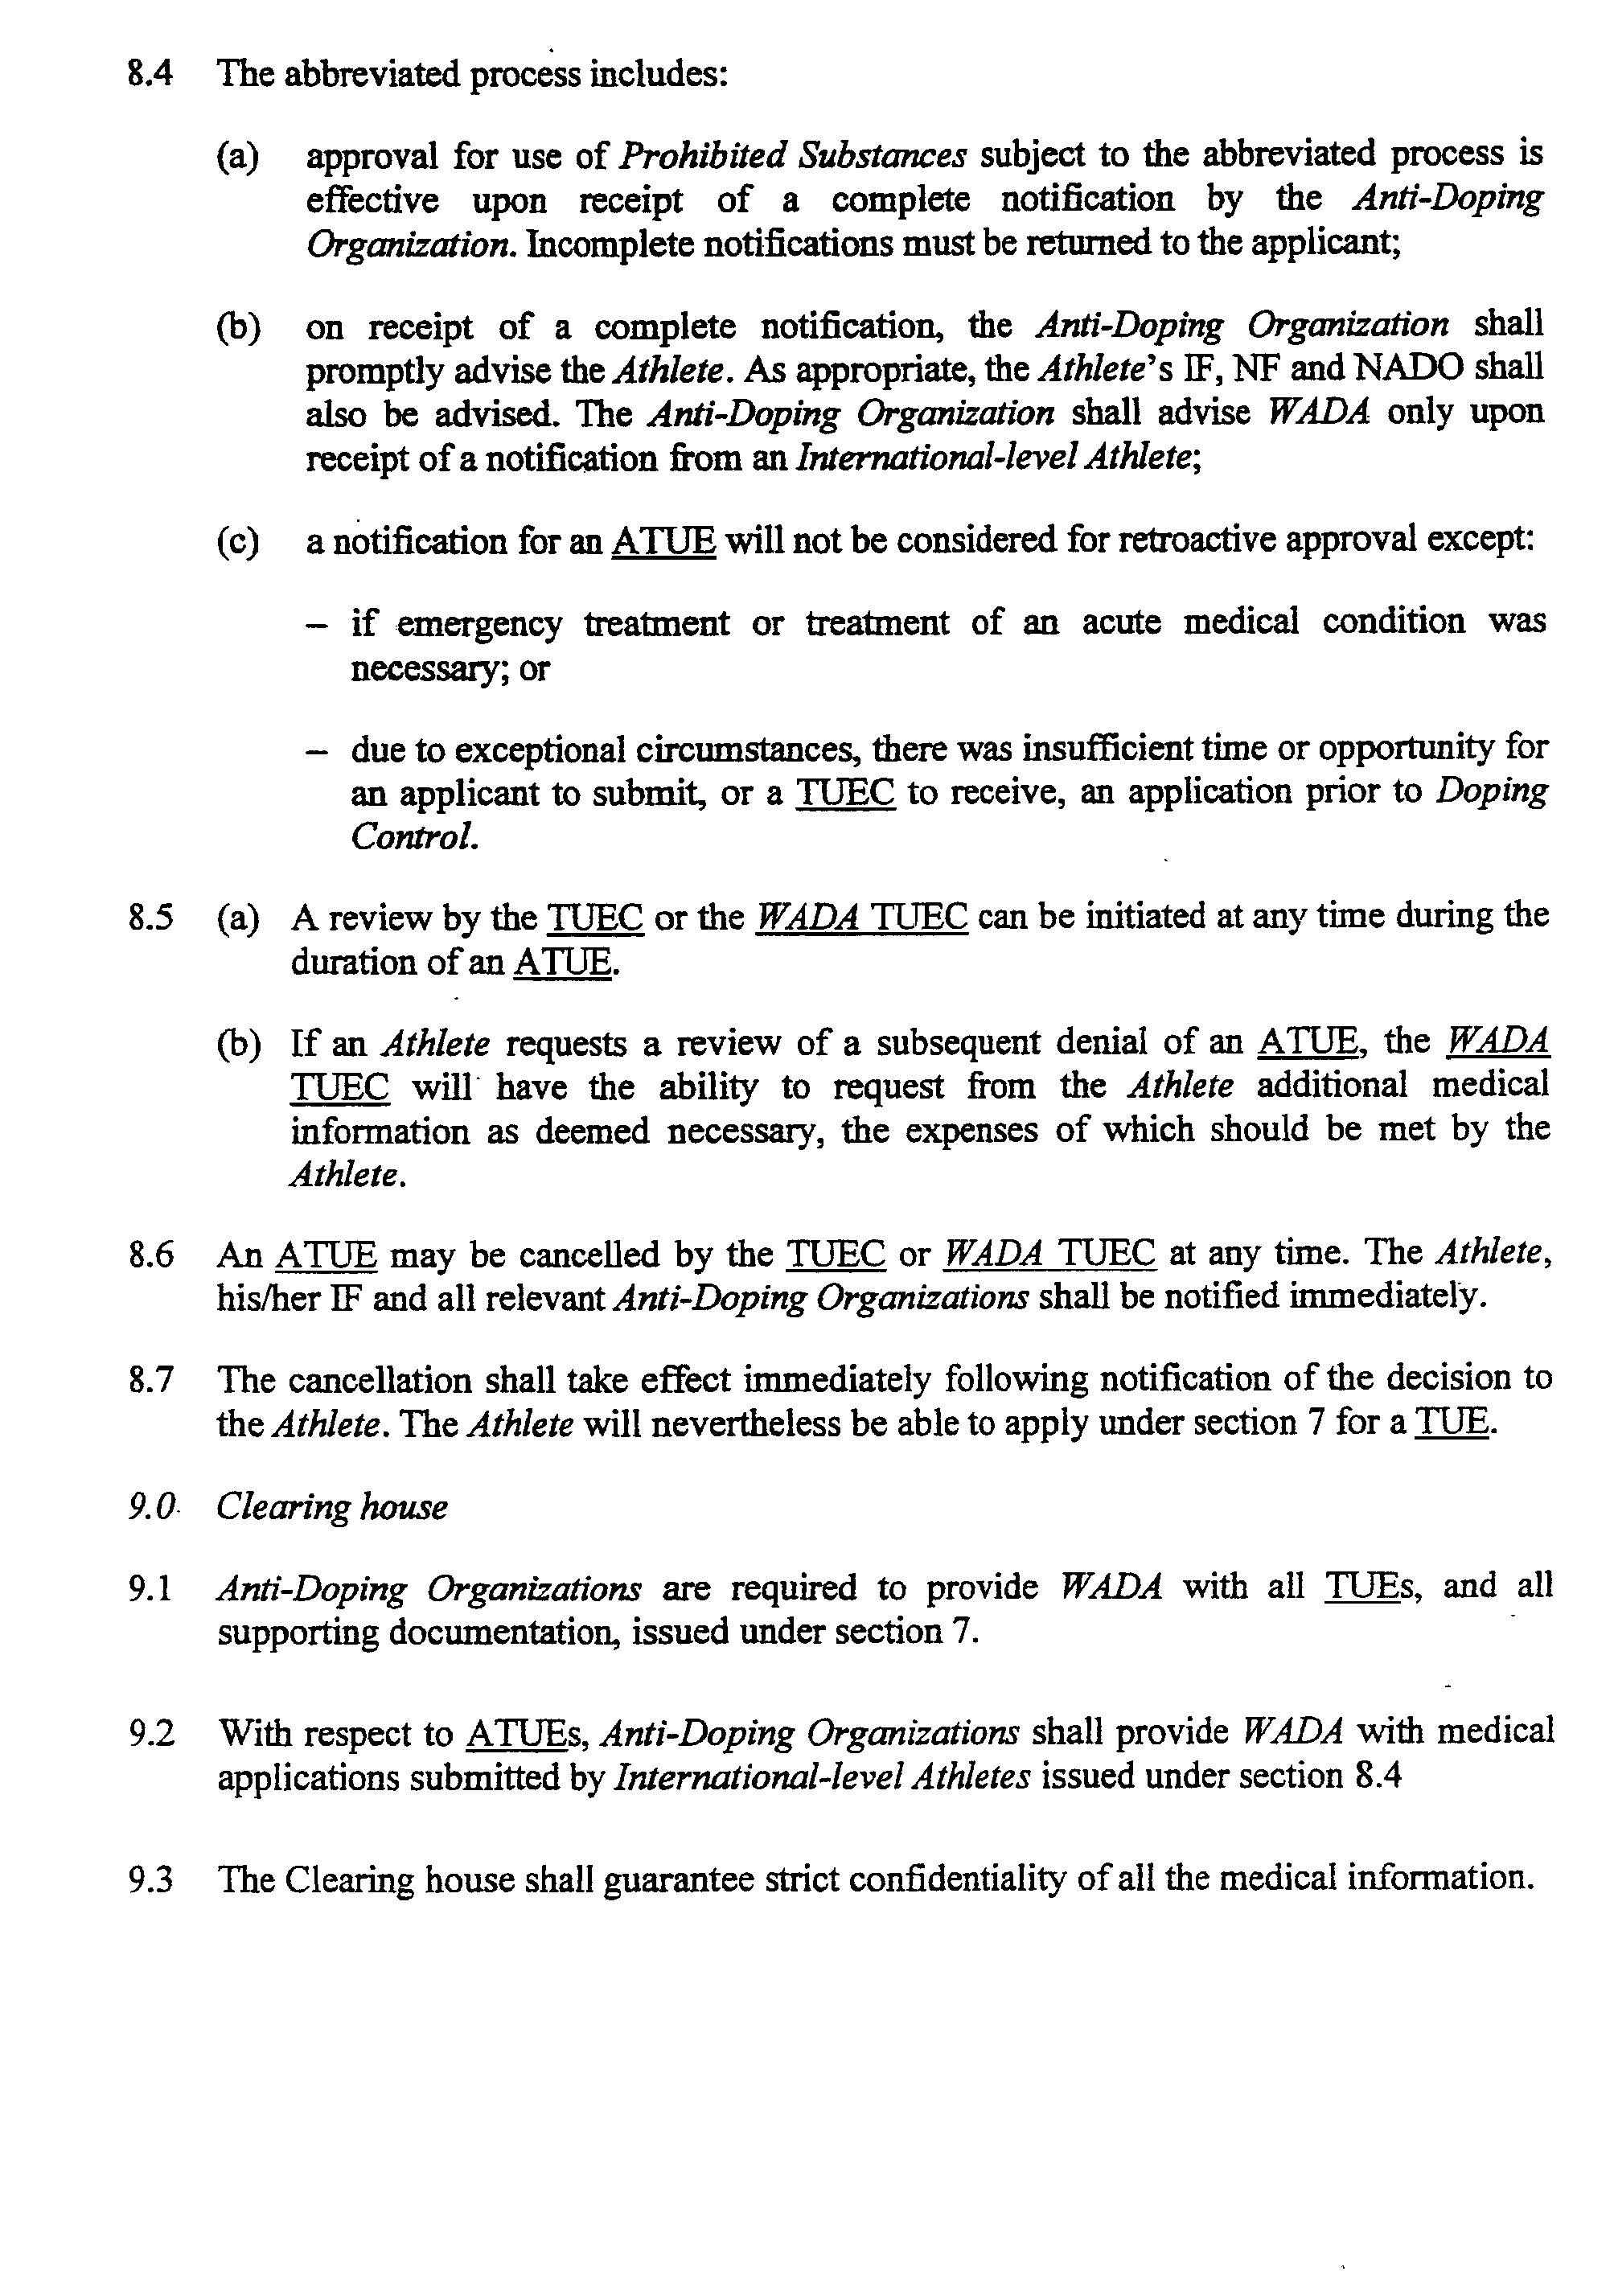 8.4 The abbreviated process includes:
(a) approval for use of Prohibited Substances subject to the abbreviated process is
effective upon receipt of a complete notification by the Anti-Doping
Organization. Incomplete notifications must be returned to the applicant;
(b) on receipt of a complete notification, the Anti-Doping Organization shall
promptly advise the Athlete. As appropriate, the Athlete's IF, NF and NADO shall
also be advised. The Anti-Doping Organization shall advise WADA only upon
receipt of a notification from an International-level Athlete;
(c) a notification for an ATUE will not be considered for retroactive approval except:
– if emergency treatment or treatment of an acute medical condition was
necessary; or
– due to exceptional circumstances, there was insufficient time or opportunity for
an applicant to submit, or a TUEC to receive, an application prior to Doping
Control.
8.5 (a) A review by the TUEC or the WADA TUEC can be initiated at any time during the
duration of an ATUE.
(b) If an Athlete requests a review of a subsequent denial of an ATUE, the WADA
TUEC will have the ability to request from the Athlete additional medical
information as deemed necessary, the expenses of which should be met by the
Athlete.
8.6 An ATUE may be cancelled by the TUEC or WADA TUEC at any time. The Athlete,
his/her IF and all relevant Anti-Doping Organizations shall be notified immediately.
8.7 The cancellation shall take effect immediately following notification of the decision to
the Athlete. The Athlete will nevertheless be able to apply under section 7 for a TUE.
9.0 Clearing house
9.1 Anti-Doping Organizations are required to provide WADA with all TUEs, and all
supporting documentation, issued under section 7.
9.2 With respect to ATUEs, Anti-Doping Organizations shall provide WADA with medical
applications submitted by International-level Athletes issued under section 8.4
9.3 The Clearing house shall guarantee strict confidentiality of all the medical information.